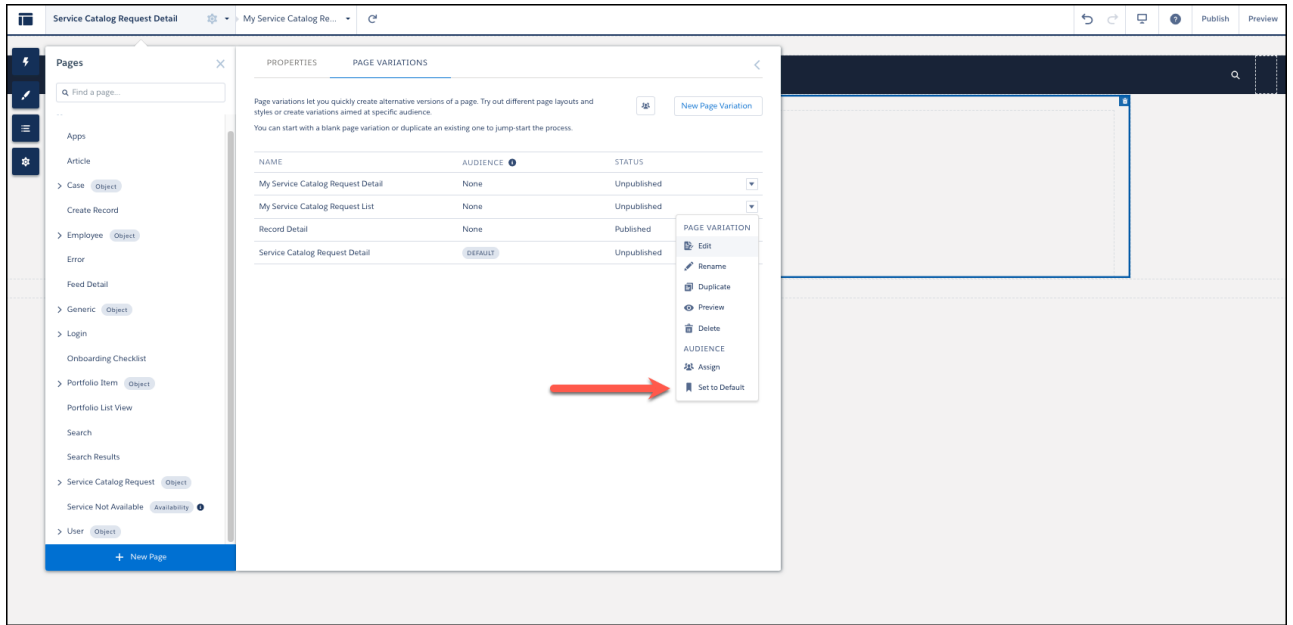 Service Catalog Request Detail
My Service Catalog Re...
Publish
Preview
Pages
Find a page...
...
Apps
Article
Case Object
Create Record
Employee Object
Error
Feed Detail
Generic Object
Login
Onboarding Checklist
Portfolio Item Object
Portfolio List View
Search
Search Results
Service Catalog Request Object
Service Not Available Availability
User Object
+ New Page
PROPERTIES
PAGE VARIATIONS
Page variations let you quickly create alternative versions of a page. Try out different page layouts and
styles or create variations aimed at specific audience.
You can start with a blank page variation or duplicate an existing one to jump-start the process.
New Page Variation
NAME AUDIENCE STATUS
My Service Catalog Request Detail None Unpublished
My Service Catalog Request List None Unpublished
Record Detail None Published
Service Catalog Request Detail DEFAULT Unpublished
PAGE VARIATION
Edit
Rename
Duplicate
Preview
Delete
AUDIENCE
Assign
Set to Default